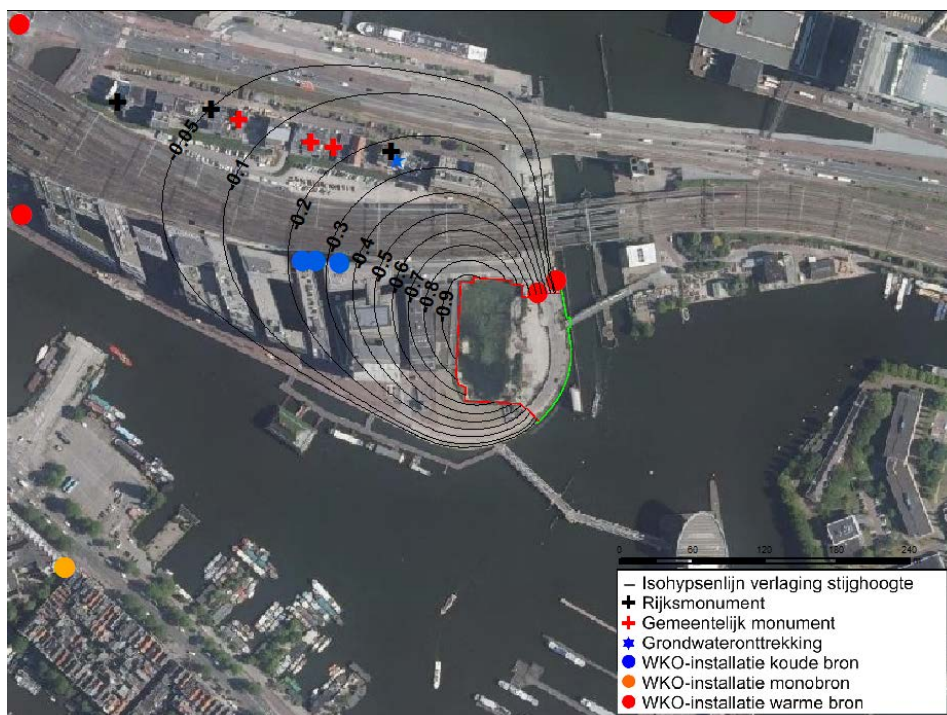 -0.05
-0.1
-0.2
-0.3
-0.4
-0.5
-0.6
-0.7
-0.8
-0.9
0 60 120 180 240
Isohypsenlijn verlaging stijghoogte
Rijksmonument
Gemeentelijk monument
Grondwateronttrekking
WKO-installatie koude bron
WKO-installatie monobron
WKO-installatie warme bron